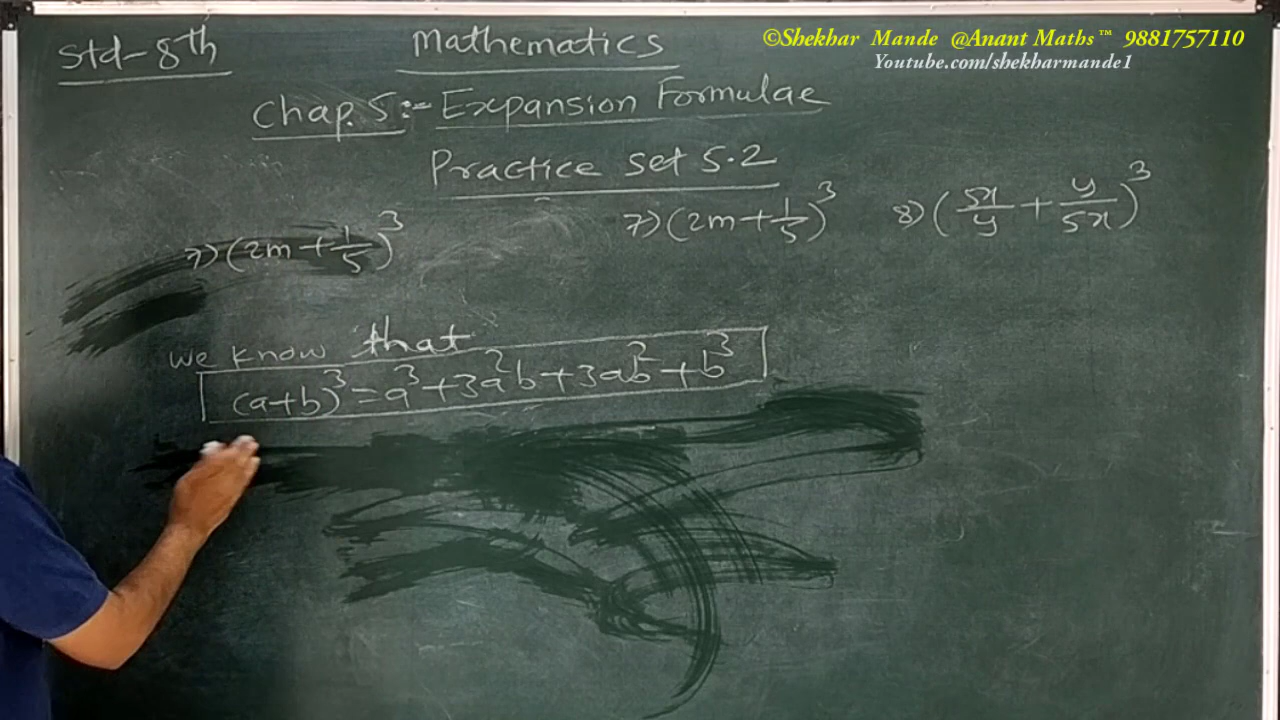 ©Shekhar Mande @Anant Maths™ 9881757110
Youtube.com/shekharmande1
Std-8th Mathematics
Chap. 5:- Expansion Formulae
Practice set 5.2
7) (2m + 1/5)³ 8) (5x/y + y/5x)³
7) (2m + 1/5)³
we know that
(a+b)³ = a³ + 3a²b + 3ab² + b³